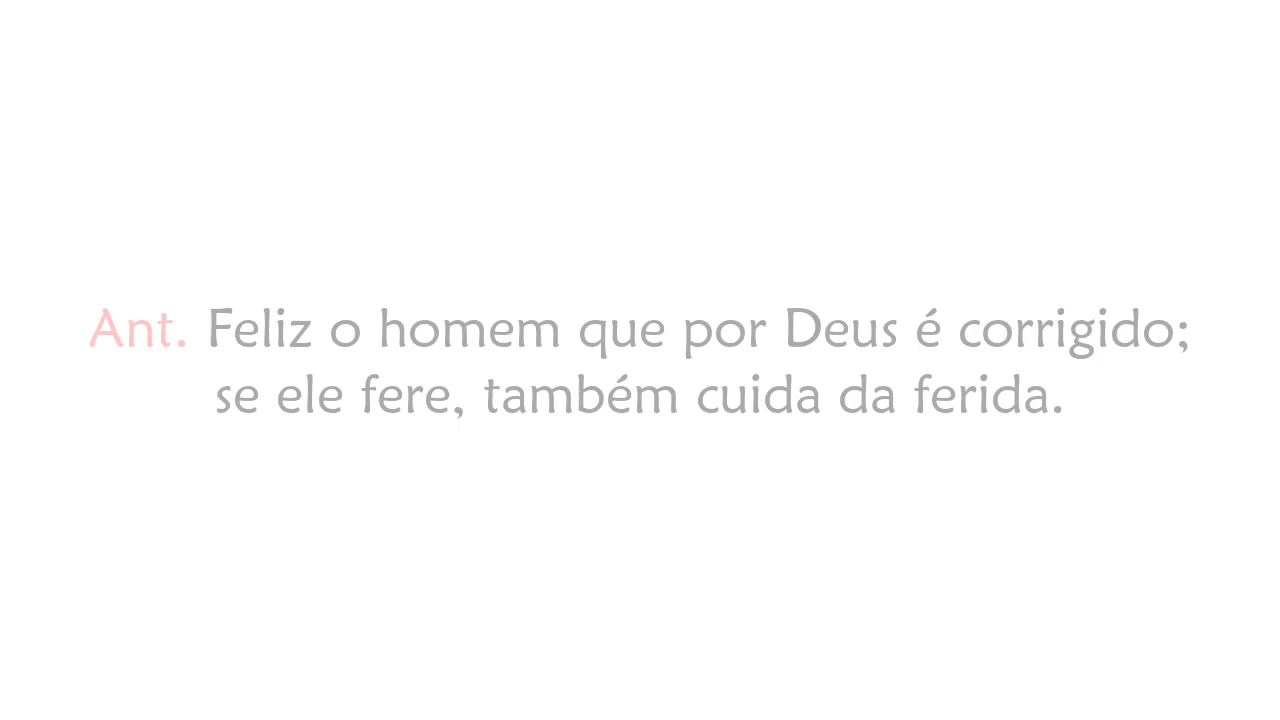 Ant. Feliz o homem que por Deus é corrigido;
se ele fere, também cuida da ferida.